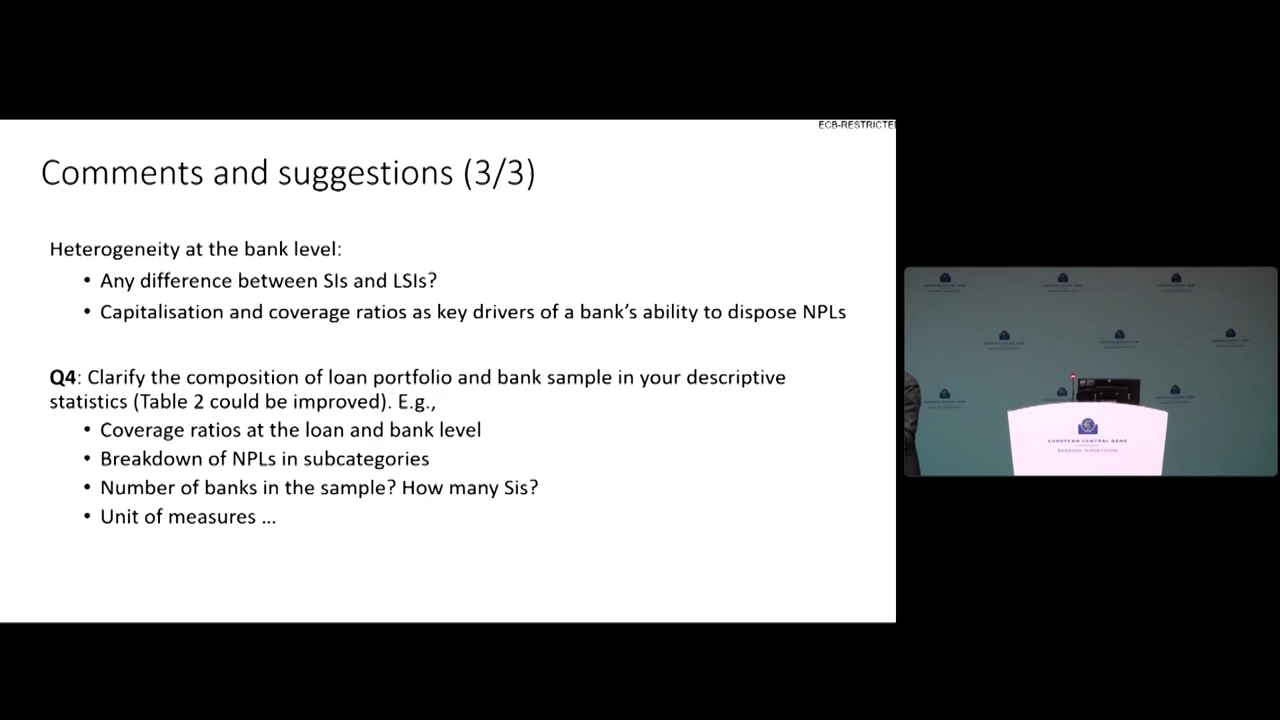 ECB-RESTRICTE
Comments and suggestions (3/3)
Heterogeneity at the bank level:
• Any difference between SIs and LSIs?
• Capitalisation and coverage ratios as key drivers of a bank's ability to dispose NPLs
Q4: Clarify the composition of loan portfolio and bank sample in your descriptive
statistics (Table 2 could be improved). E.g.,
• Coverage ratios at the loan and bank level
• Breakdown of NPLs in subcategories
• Number of banks in the sample? How many Sis?
• Unit of measures ...
EUROPEAN CENTRAL BANK
BANKING SUPERVISION